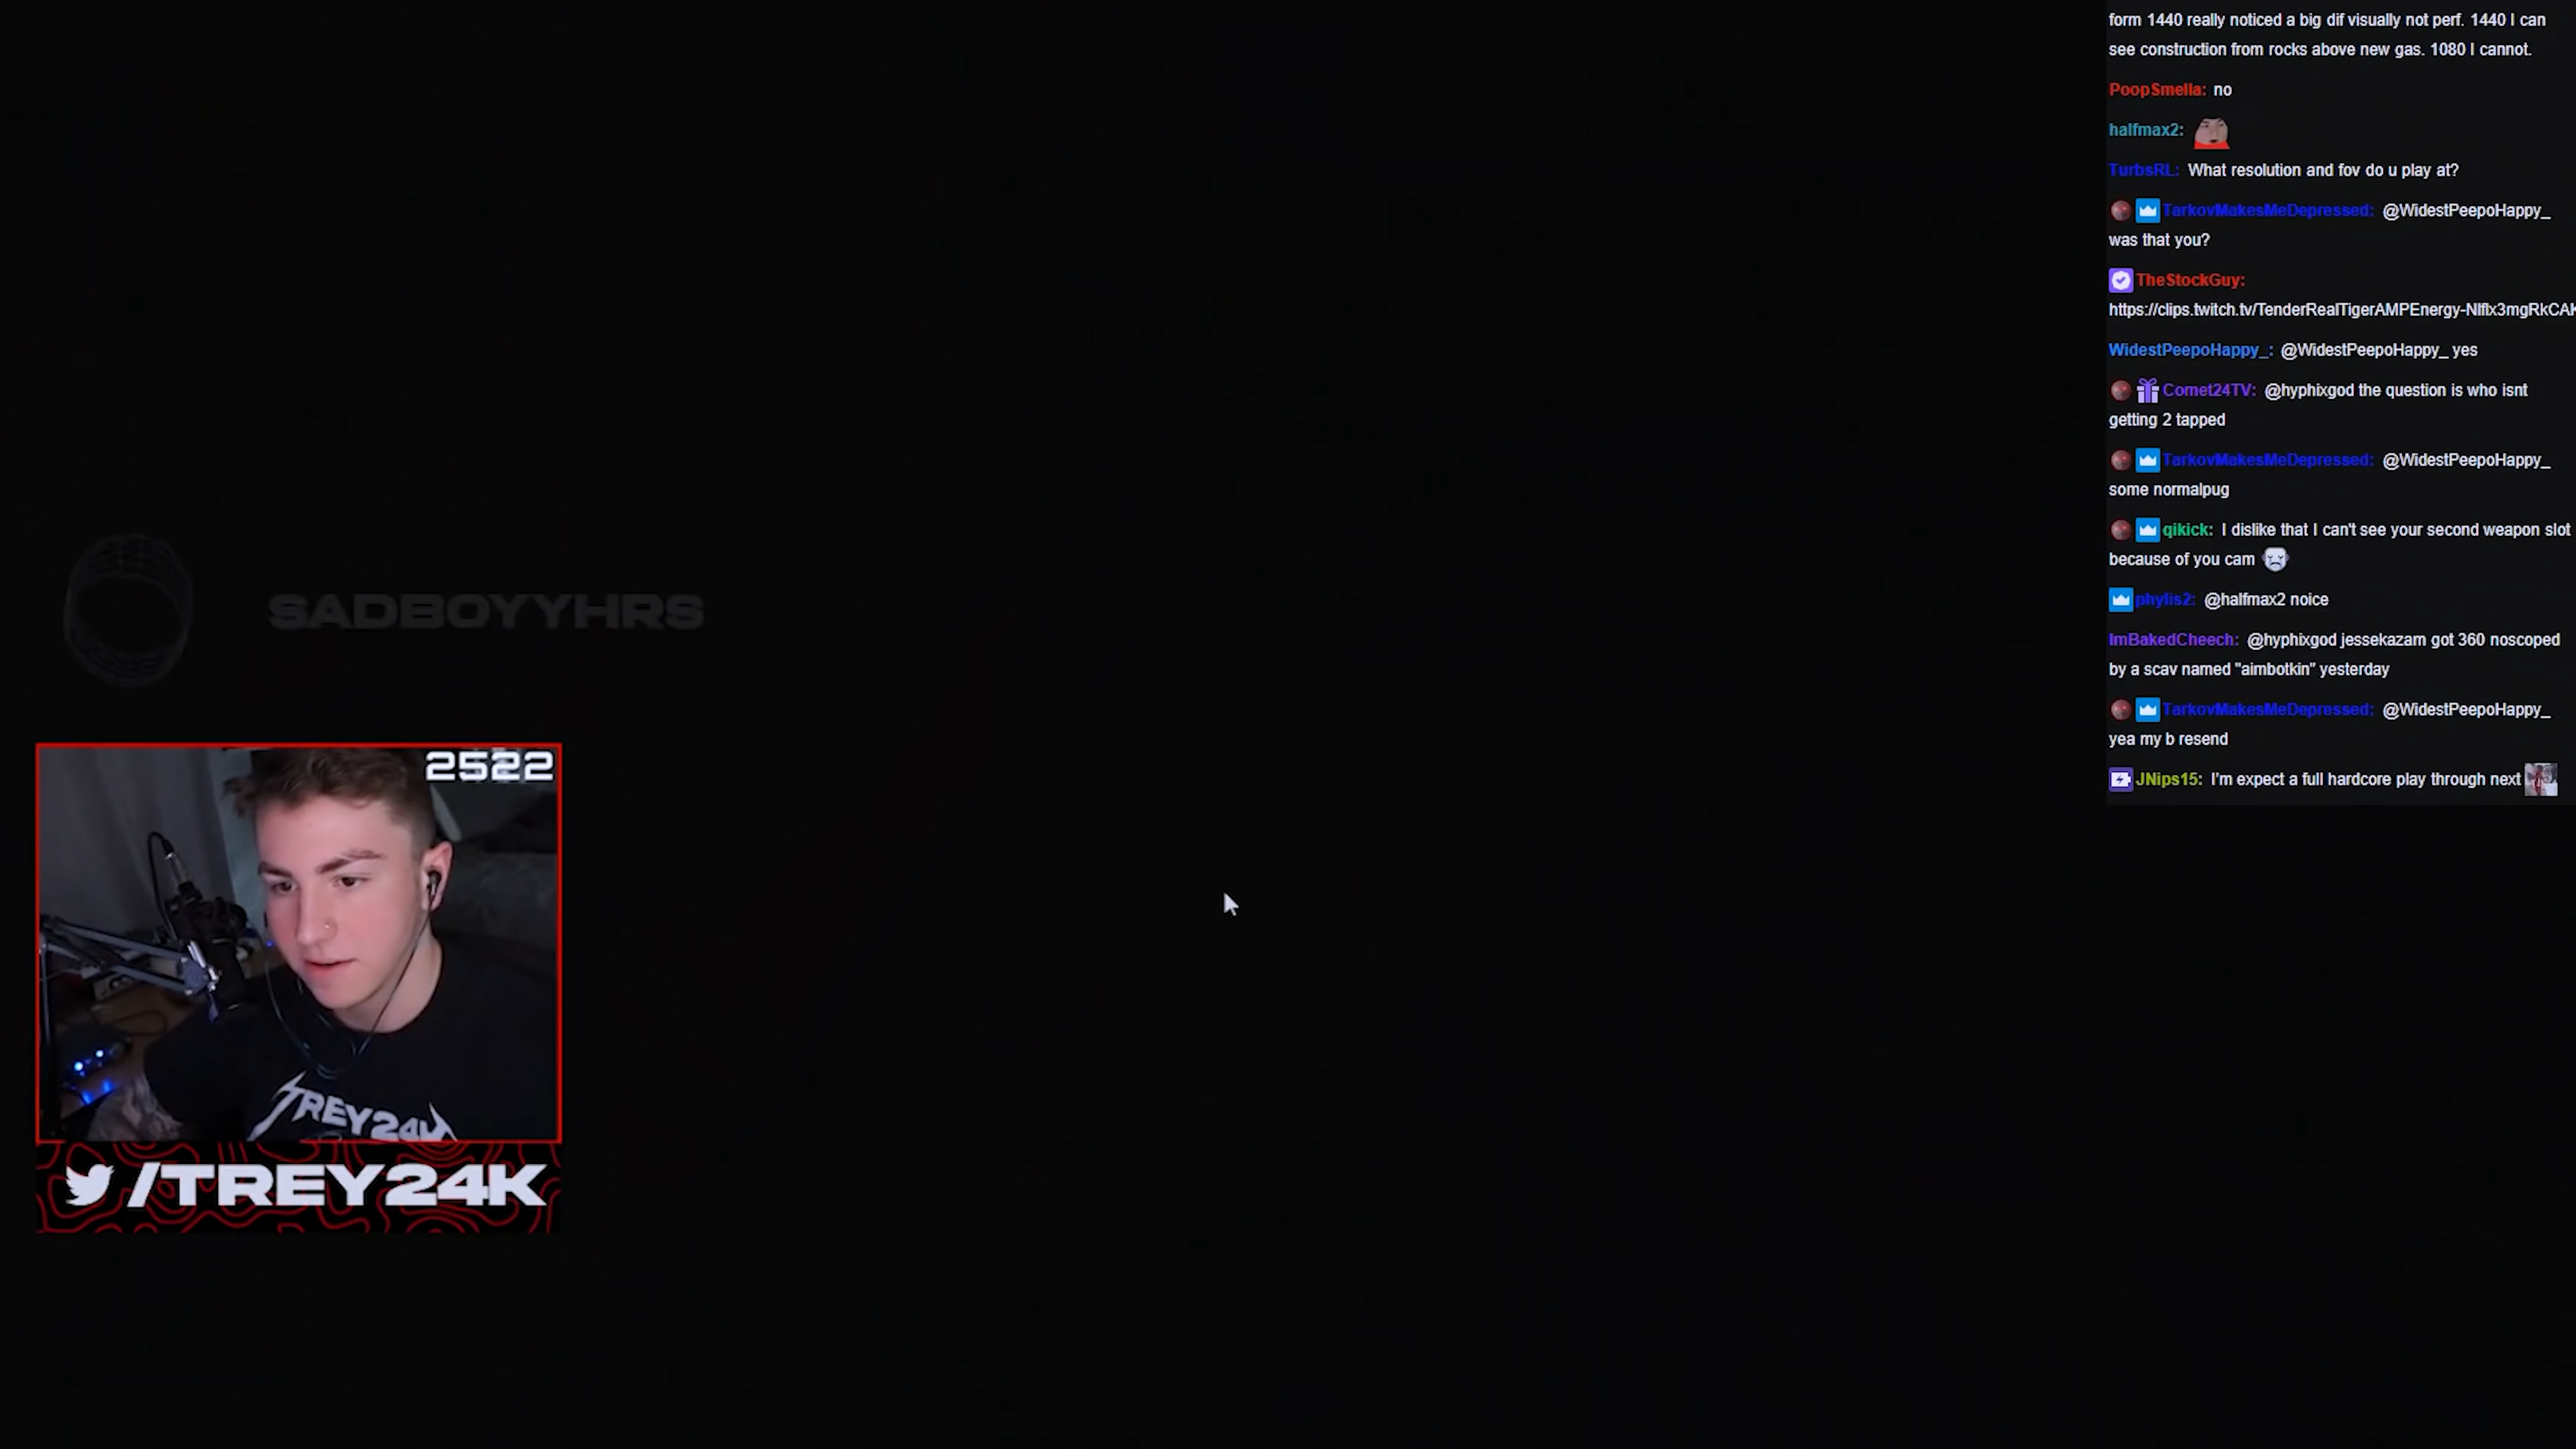 form 1440 really noticed a big dif visually not perf. 1440 I can
see construction from rocks above new gas. 1080 I cannot.
PoopSmella: no
halfmax2:
TurbsRL: What resolution and fov do u play at?
TarkovMakesMeDepressed: @WidestPeepoHappy_
was that you?
TheStockGuy:
https://clips.twitch.tv/TenderRealTigerAMPEnergy-Nlflx3mgRkCAK
WidestPeepoHappy_: @WidestPeepoHappy_ yes
Comet24TV: @hyphixgod the question is who isnt
getting 2 tapped
TarkovMakesMeDepressed: @WidestPeepoHappy_
some normalpug
qikick: I dislike that I can't see your second weapon slot
because of you cam
phylis2: @halfmax2 noice
ImBakedCheech: @hyphixgod jessekazam got 360 noscoped
by a scav named "aimbotkin" yesterday
TarkovMakesMeDepressed: @WidestPeepoHappy_
yea my b resend
JNips15: I'm expect a full hardcore play through next
SADBOYYHRS
2522
TREY24K
/TREY24K